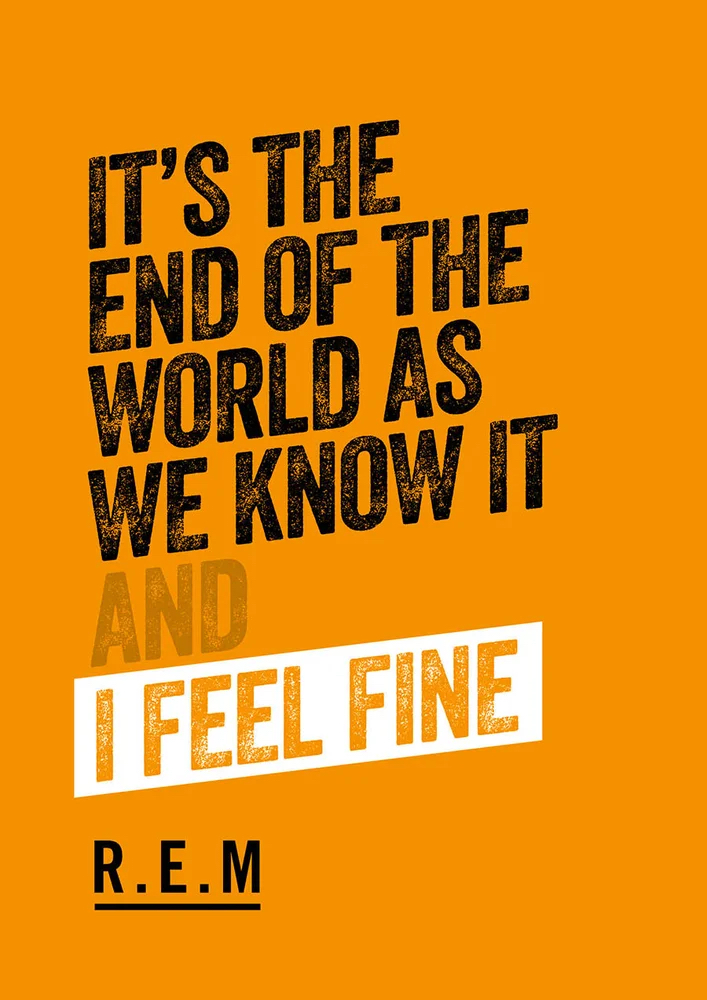 IT’S THE
END OF THE
WORLD AS
WE KNOW IT
AND
I FEEL FINE
R.E.M